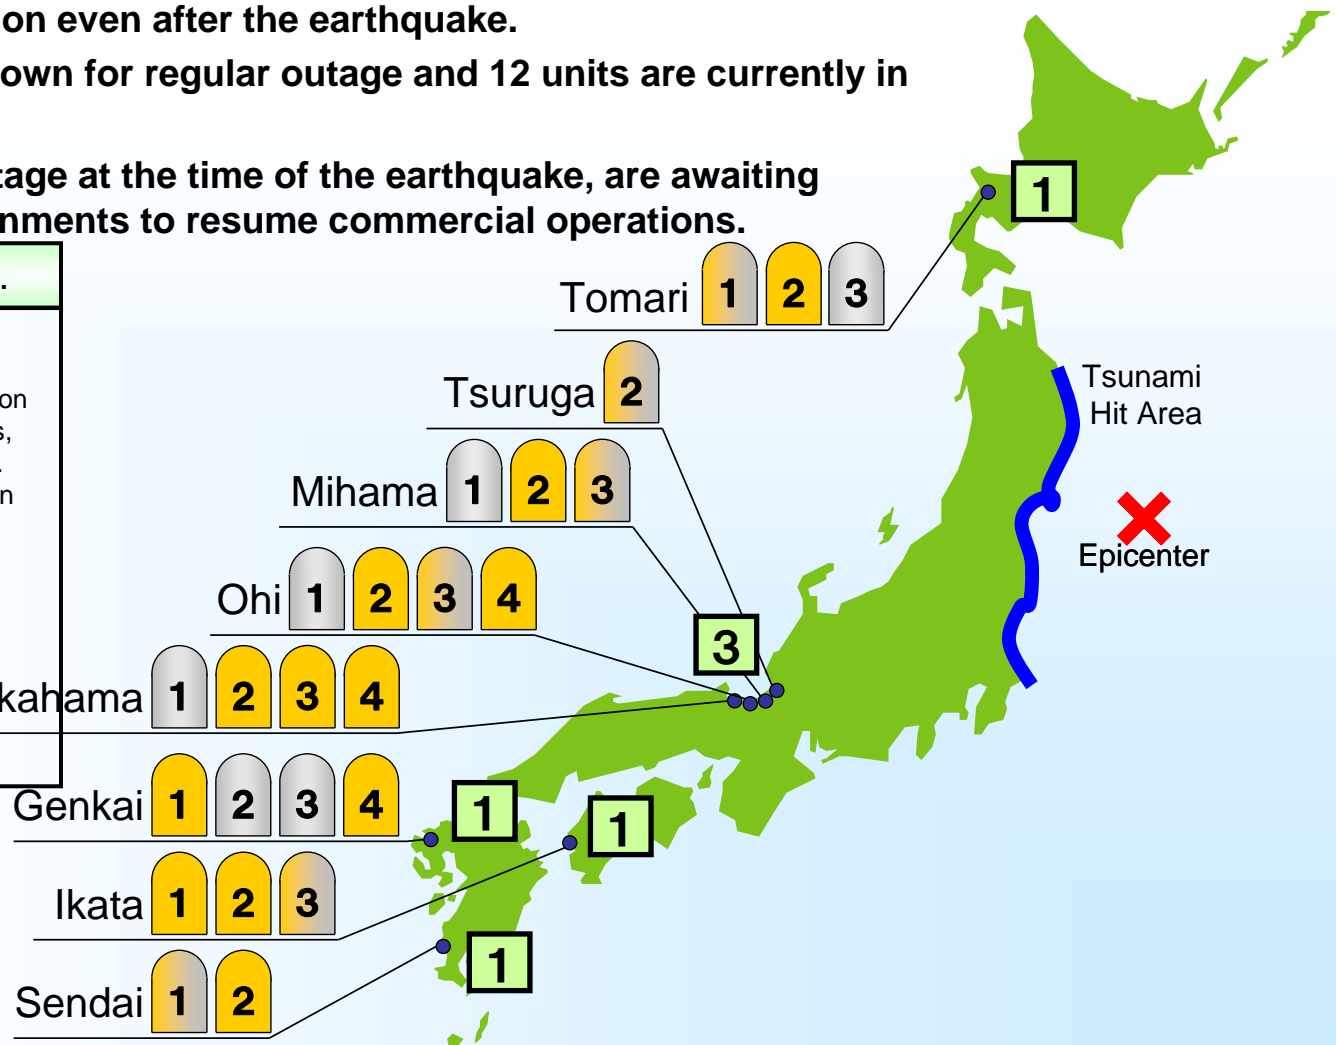 on even after the earthquake.
own for regular outage and 12 units are currently in
tage at the time of the earthquake, are awaiting
nments to resume commercial operations.
.
on
s,
.
n
1
Tomari 1 2 3
Tsuruga 2
Tsunami
Hit Area
Mihama 1 2 3
Epicenter
Ohi 1 2 3 4
3
kahama 1 2 3 4
Genkai 1 2 3 4
1
1
Ikata 1 2 3
1
Sendai 1 2